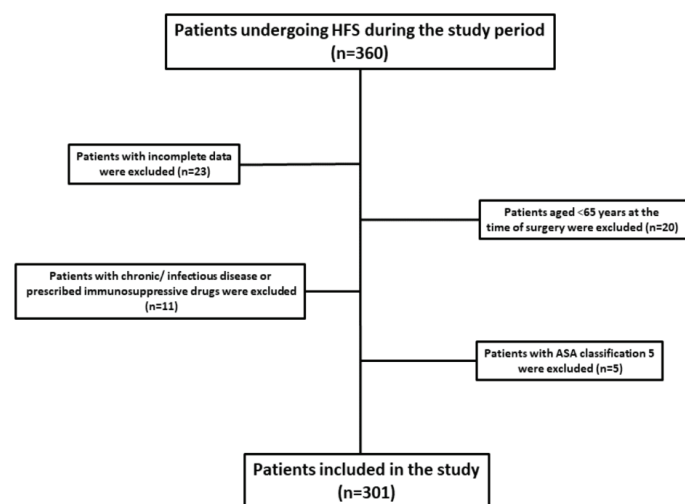 Patients undergoing HFS during the study period
(n=360)
Patients with incomplete data
were excluded (n=23)
Patients aged <65 years at the
time of surgery were excluded (n=20)
Patients with chronic/ infectious disease or
prescribed immunosuppressive drugs were excluded
(n=11)
Patients with ASA classification 5
were excluded (n=5)
Patients included in the study
(n=301)